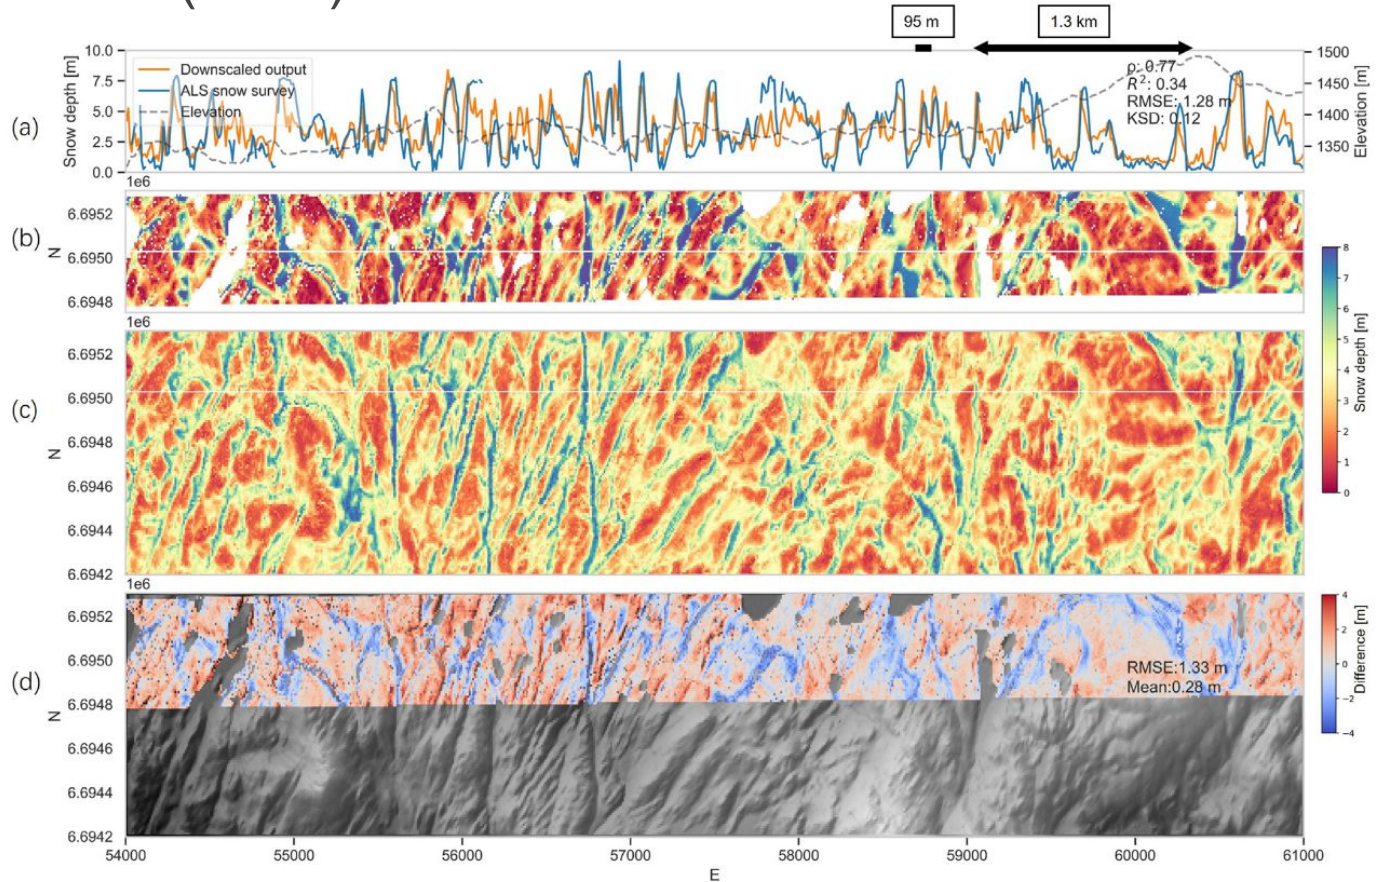 95 m
1.3 km
(a)
Snow depth [m]
10.0
7.5
5.0
2.5
0.0
Downscaled output
ALS snow survey
Elevation
ρ: 0.77
R²: 0.34
RMSE: 1.28 m
KSD: 0.12
1500
1450
1400
1350
Elevation [m]
1e6
(b)
N
6.6952
6.6950
6.6948
1e6
(c)
N
6.6952
6.6950
6.6948
6.6946
6.6944
6.6942
8
7
6
5
4
3
2
1
0
Snow depth [m]
1e6
(d)
N
6.6952
6.6950
6.6948
6.6946
6.6944
6.6942
RMSE:1.33 m
Mean:0.28 m
4
2
0
−2
−4
Difference [m]
54000
55000
56000
57000
58000
59000
60000
61000
E